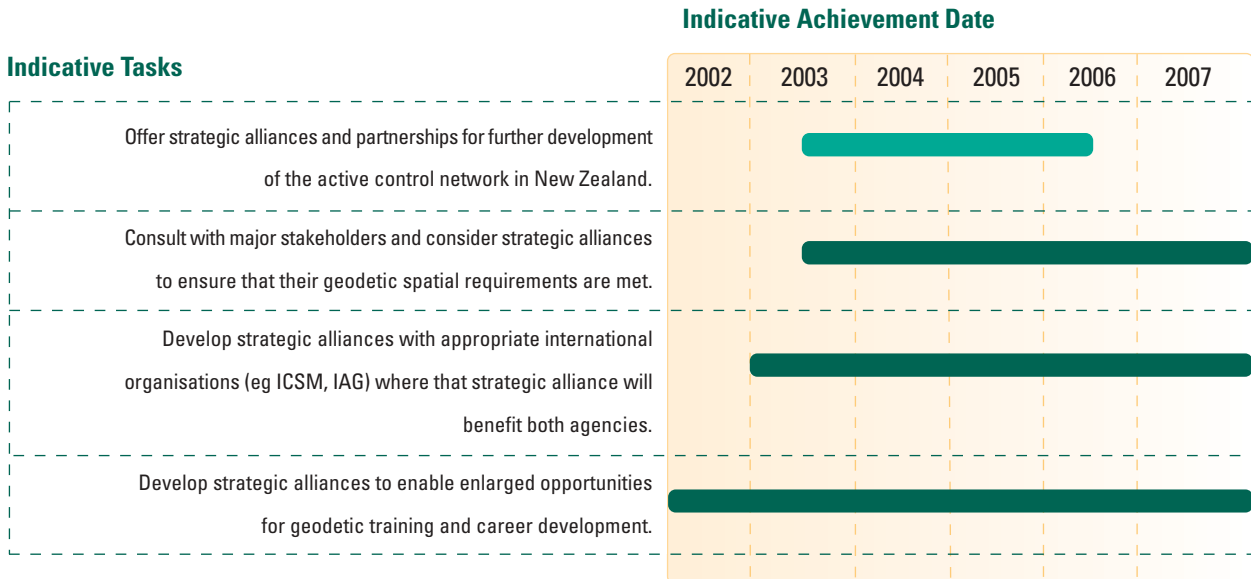 Indicative Achievement Date
Indicative Tasks
2002 2003 2004 2005 2006 2007
Offer strategic alliances and partnerships for further development
of the active control network in New Zealand.
Consult with major stakeholders and consider strategic alliances
to ensure that their geodetic spatial requirements are met.
Develop strategic alliances with appropriate international
organisations (eg ICSM, IAG) where that strategic alliance will
benefit both agencies.
Develop strategic alliances to enable enlarged opportunities
for geodetic training and career development.